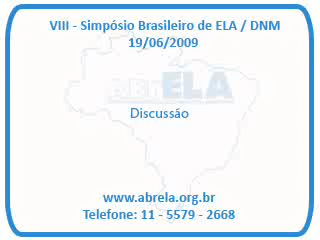 VIII - Simpósio Brasileiro de ELA / DNM
19/06/2009
abrELA
Discussão
www.abrela.org.br
Telefone: 11 - 5579 - 2668